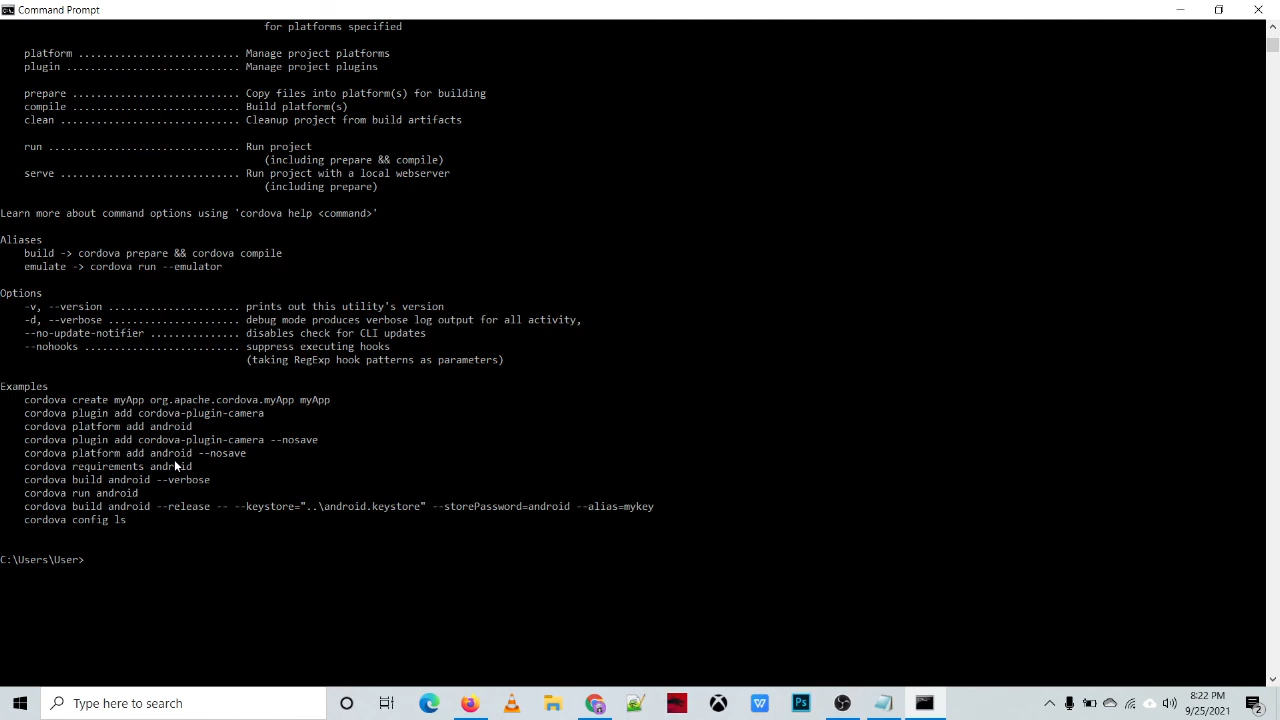 Command Prompt
for platforms specified
platform ........................... Manage project platforms
plugin ............................. Manage project plugins
prepare ............................ Copy files into platform(s) for building
compile ............................ Build platform(s)
clean .............................. Cleanup project from build artifacts
run ................................ Run project
(including prepare && compile)
serve .............................. Run project with a local webserver
(including prepare)
Learn more about command options using 'cordova help <command>'
Aliases
build -> cordova prepare && cordova compile
emulate -> cordova run --emulator
Options
-v, --version ...................... prints out this utility's version
-d, --verbose ...................... debug mode produces verbose log output for all activity,
--no-update-notifier ............... disables check for CLI updates
--nohooks .......................... suppress executing hooks
(taking RegExp hook patterns as parameters)
Examples
cordova create myApp org.apache.cordova.myApp myApp
cordova plugin add cordova-plugin-camera
cordova platform add android
cordova plugin add cordova-plugin-camera --nosave
cordova platform add android --nosave
cordova requirements android
cordova build android --verbose
cordova run android
cordova build android --release -- --keystore="..\android.keystore" --storePassword=android --alias=mykey
cordova config ls
C:\Users\User>
Type here to search
Ps
8:22 PM
9/25/2021
2